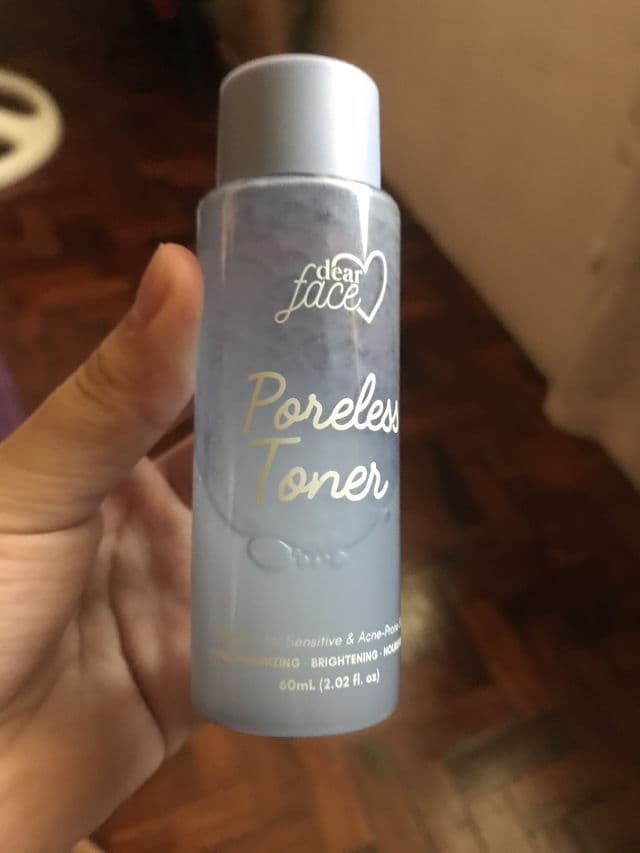 dear
face
Poreless
Toner
Sensitive & Acne-Prone
BRIGHTENING ·
60mL (2.02 fl. oz)